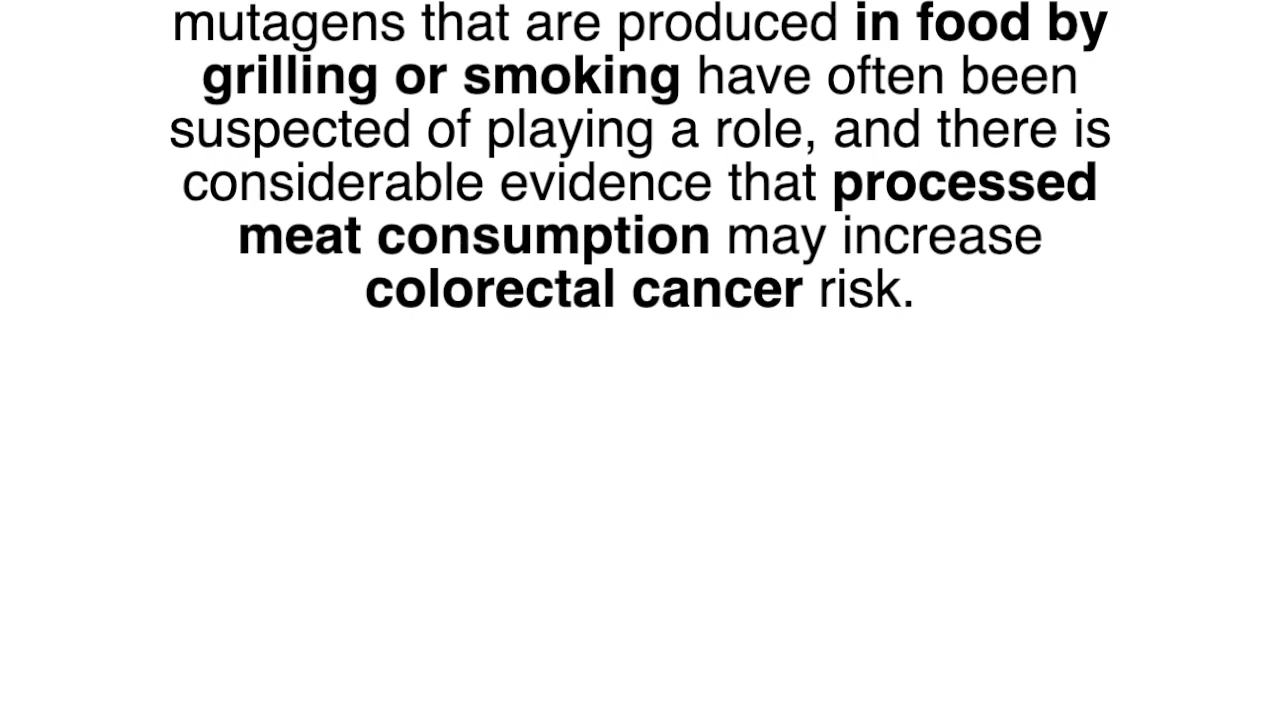 mutagens that are produced in food by
grilling or smoking have often been
suspected of playing a role, and there is
considerable evidence that processed
meat consumption may increase
colorectal cancer risk.